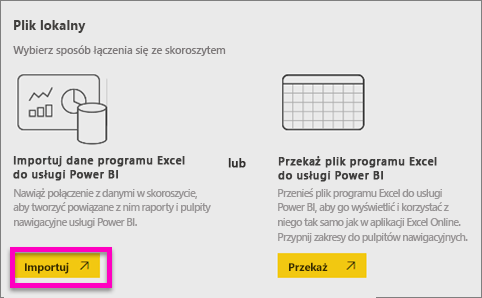 Plik lokalny
Wybierz sposób łączenia się ze skoroszytem
Importuj dane programu Excel
do usługi Power BI
Nawiąż połączenie z danymi w skoroszycie,
aby tworzyć powiązane z nim raporty i pulpity
nawigacyjne usługi Power BI.
Importuj
lub
Przekaż plik programu Excel
do usługi Power BI
Przenieś plik programu Excel do usługi
Power BI, aby go wyświetlić i korzystać z
niego tak samo jak w aplikacji Excel Online.
Przypnij zakresy do pulpitów nawigacyjnych.
Przekaż